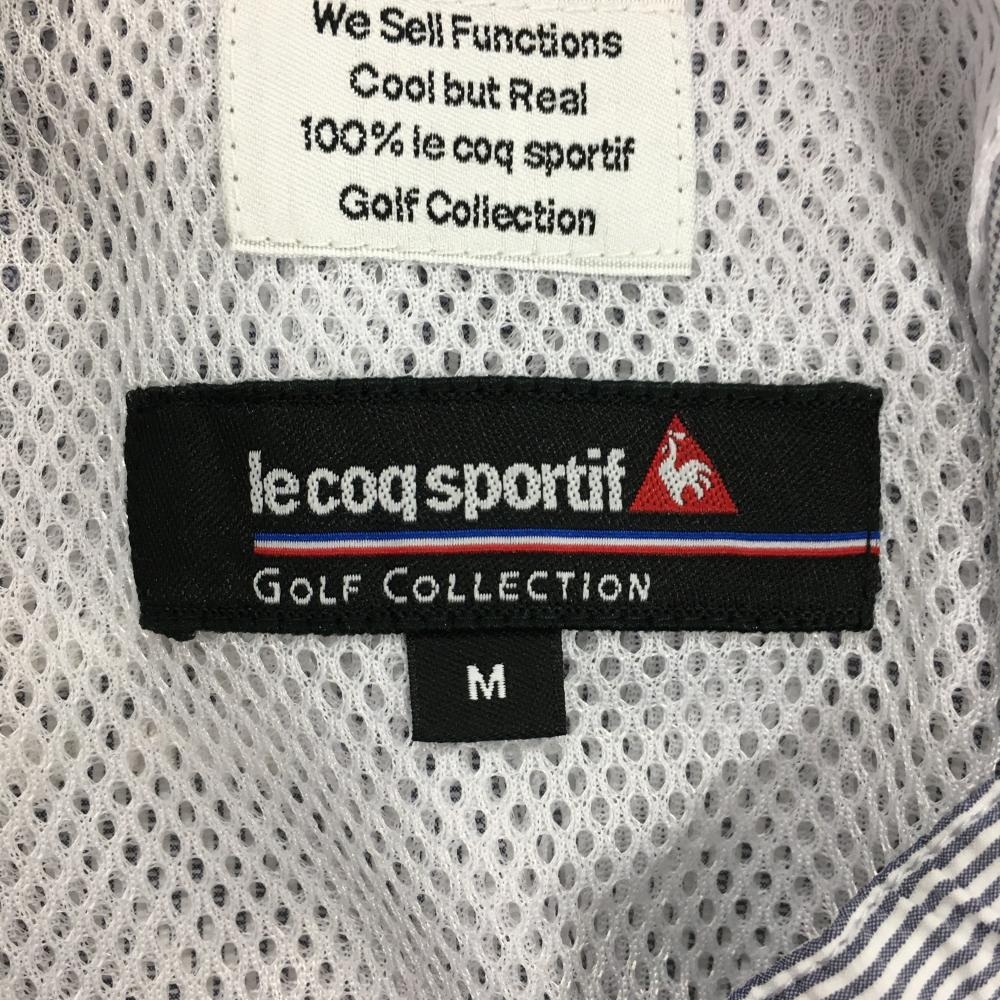 We Sell Functions
Cool but Real
100% le coq sportif
Golf Collection
le coq sportif
GOLF COLLECTION
M